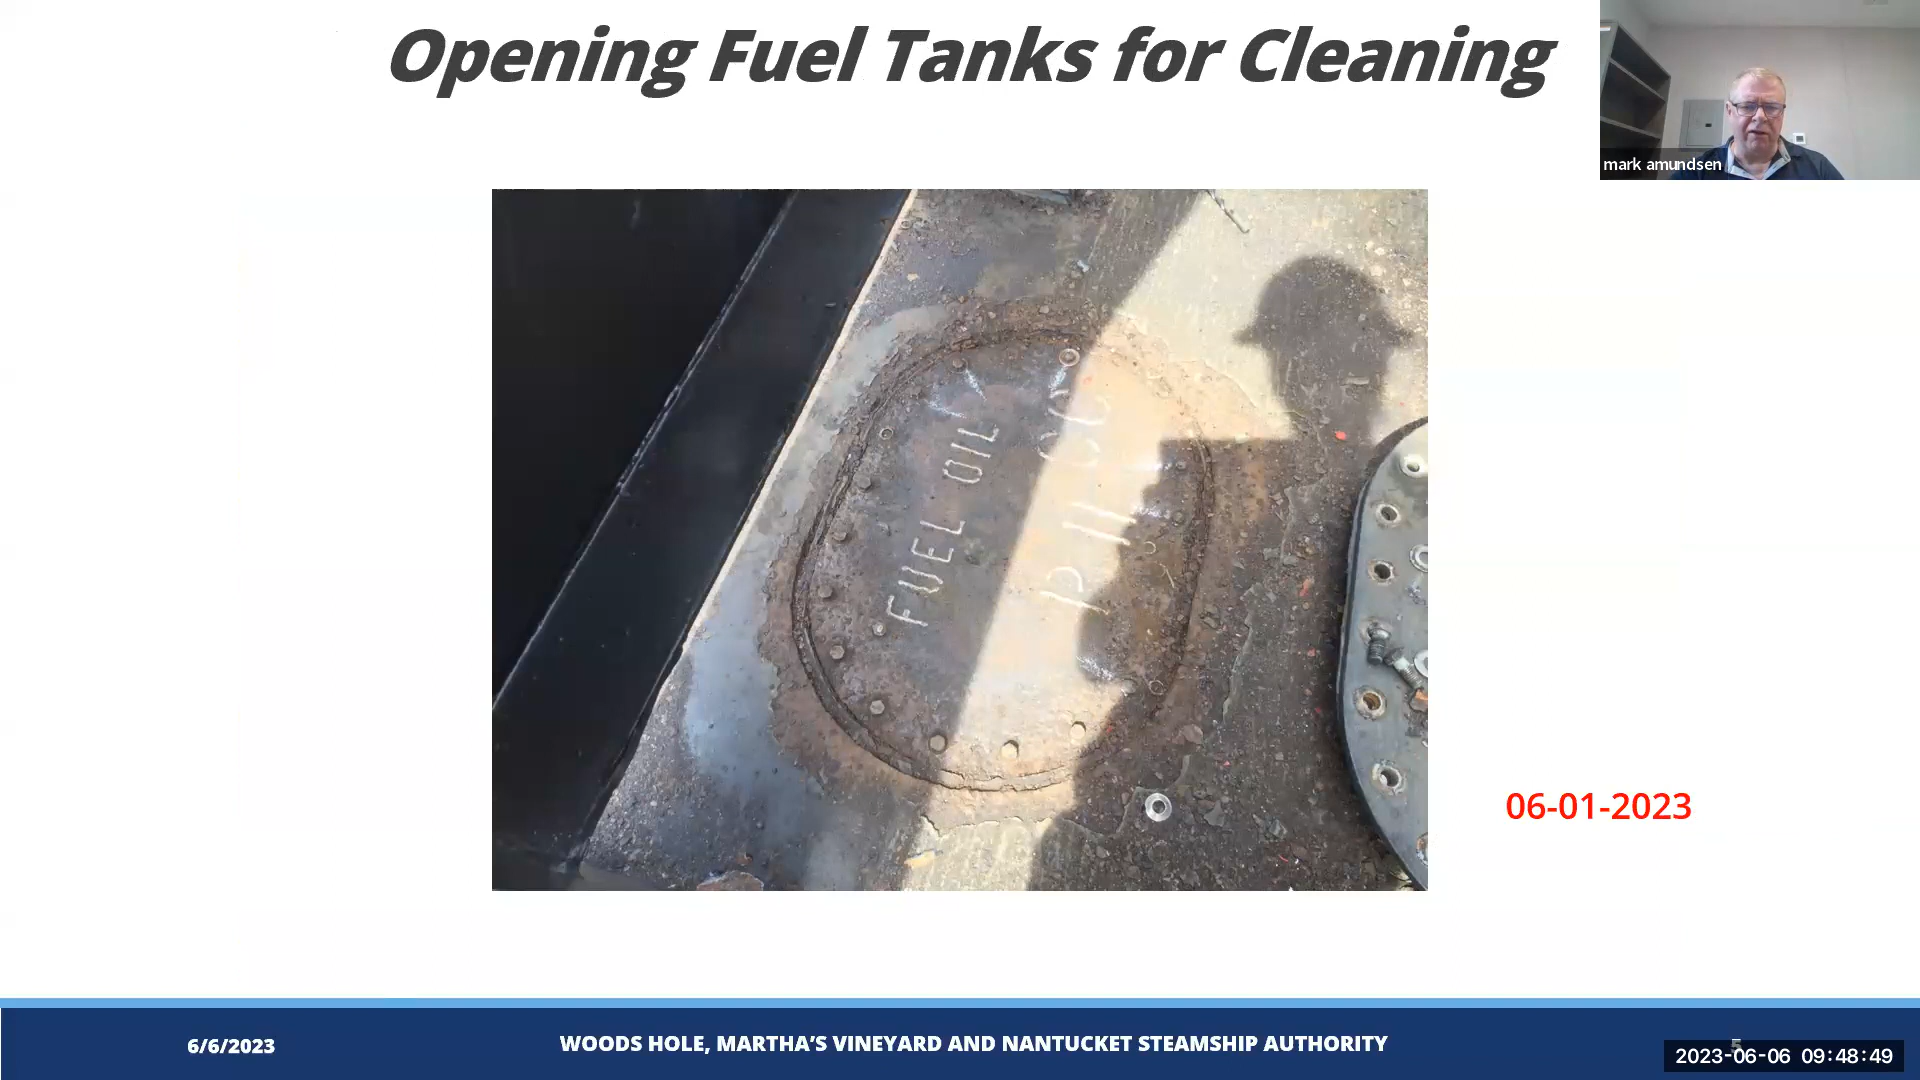 Opening Fuel Tanks for Cleaning
mark amundsen
FUEL OIL
06-01-2023
6/6/2023
WOODS HOLE, MARTHA’S VINEYARD AND NANTUCKET STEAMSHIP AUTHORITY
5
2023-06-06 09:48:49